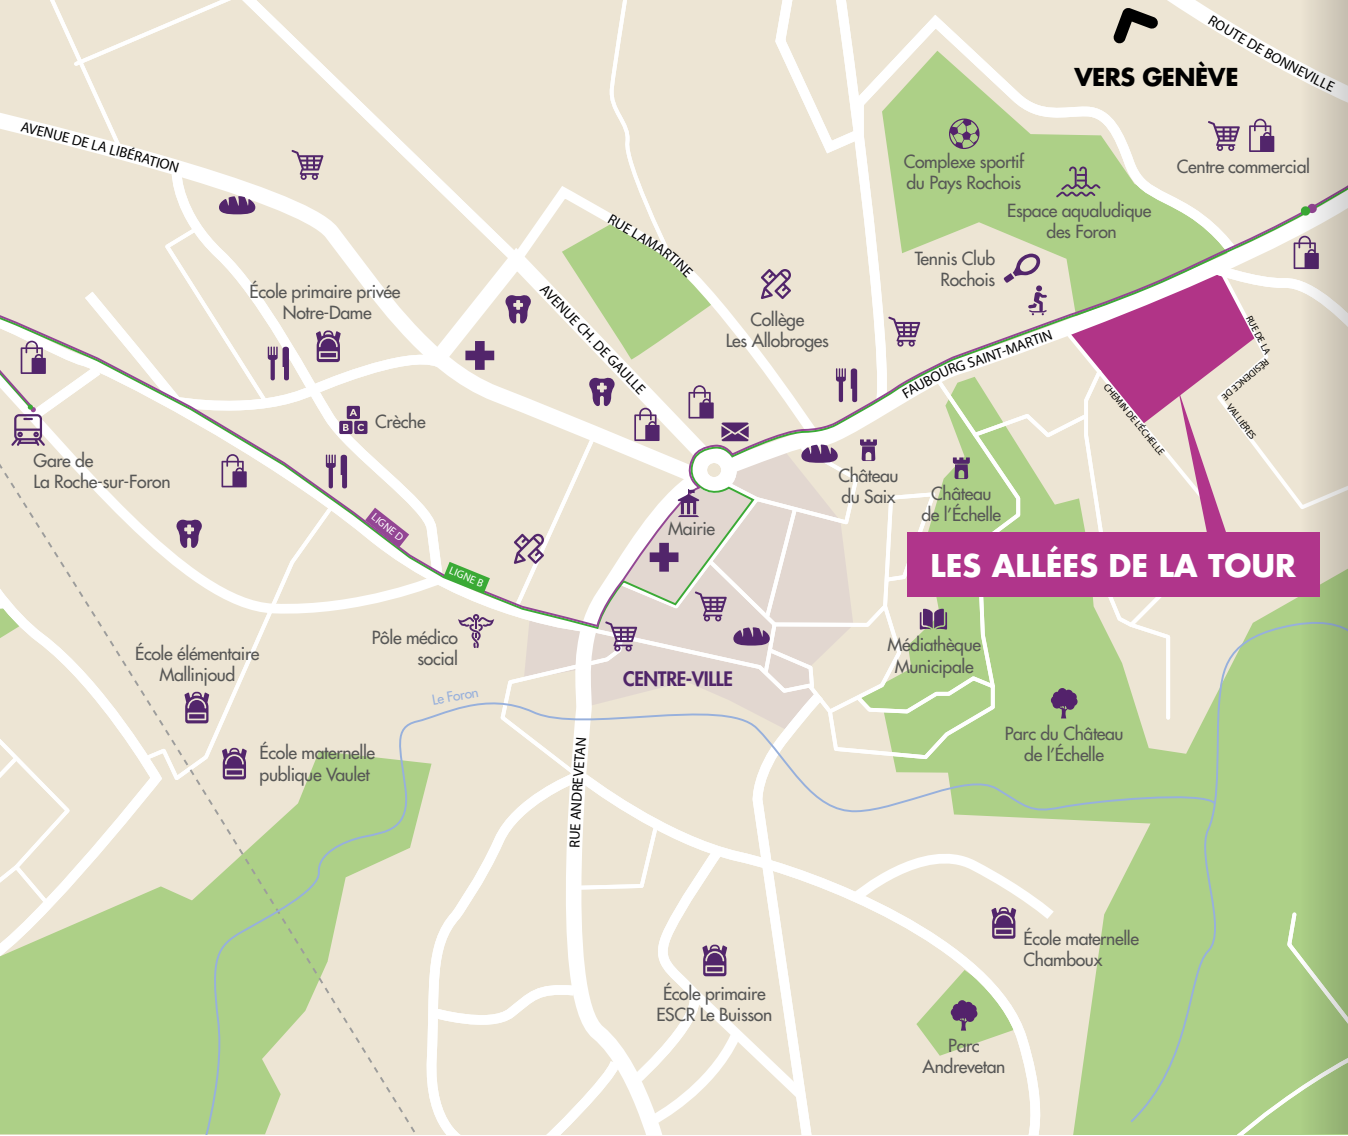 ROUTE DE BONNEVILLE
VERS GENÈVE
AVENUE DE LA LIBÉRATION
Complexe sportif
du Pays Rochois
Centre commercial
Espace aqualudique
des Foron
RUE LAMARTINE
Tennis Club
Rochois
École primaire privée
Notre-Dame
AVENUE CH. DE GAULLE
Collège
Les Allobroges
FAUBOURG SAINT-MARTIN
RUE DE LA
RÉSIDENCE DE
VALLIÈRES
CHEMIN DE L'ÉCHELLE
A
B C
Crèche
Gare de
La Roche-sur-Foron
Château
du Saix
Château
de l'Échelle
LIGNE D
Mairie
LIGNE B
LES ALLÉES DE LA TOUR
Pôle médico
social
Médiathèque
Municipale
École élémentaire
Mallinjoud
CENTRE-VILLE
Le Foron
Parc du Château
de l'Échelle
École maternelle
publique Vaulet
RUE ANDREVETAN
École maternelle
Chamboux
École primaire
ESCR Le Buisson
Parc
Andrevetan